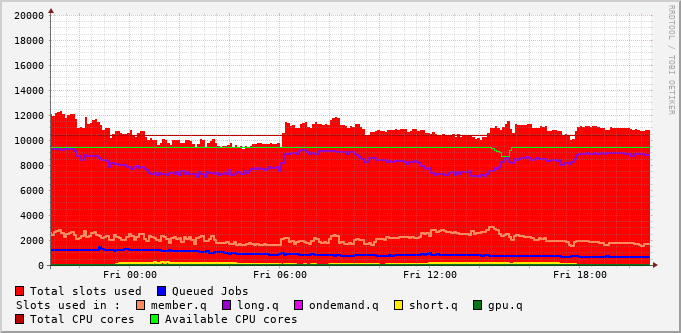 20000
18000
16000
14000
12000
10000
8000
6000
4000
2000
0
Fri 00:00 Fri 06:00 Fri 12:00 Fri 18:00
RRDTOOL / TOBI OETIKER
Total slots used Queued Jobs
Slots used in : member.q long.q ondemand.q short.q gpu.q
Total CPU cores Available CPU cores